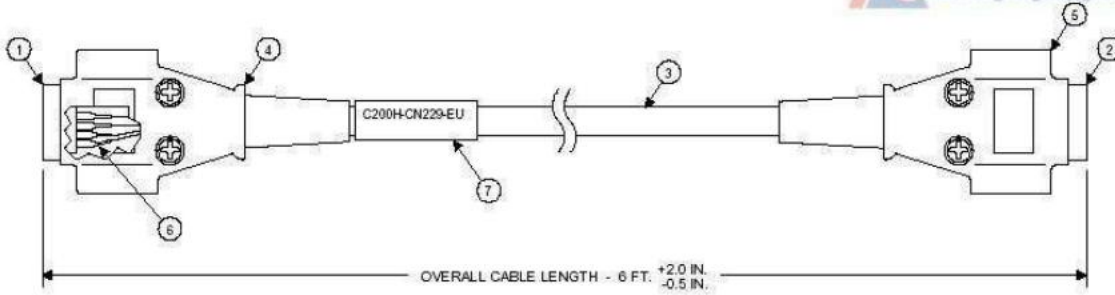 5
1
4
3
2
C200H-CN229-EU
7
6
OVERALL CABLE LENGTH - 6 FT. +2.0 IN.
-0.5 IN.